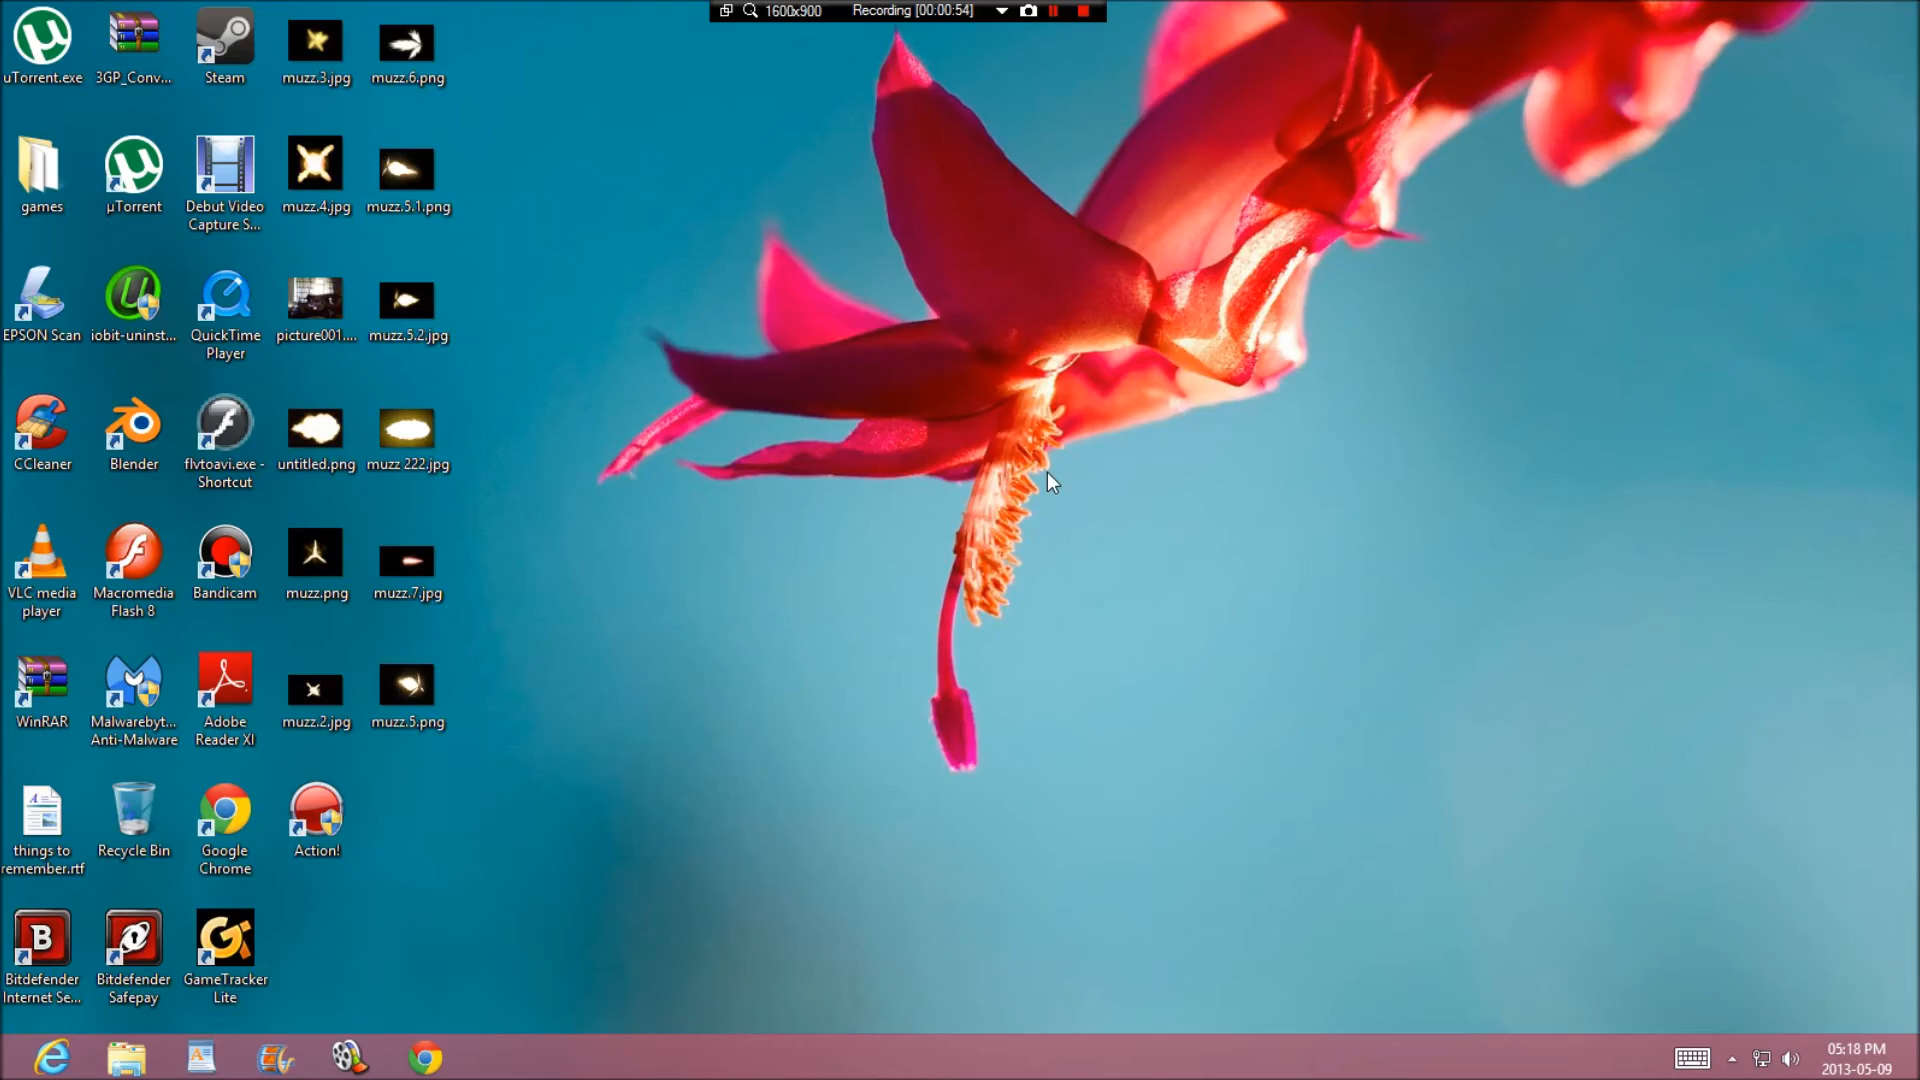 1600x900 Recording [00:00:54]
uTorrent.exe
3GP_Conv...
Steam
muzz.3.jpg
muzz.6.png
games
µTorrent
Debut Video
Capture S...
muzz.4.jpg
muzz.5.1.png
EPSON Scan
iobit-uninst...
QuickTime
Player
picture001....
muzz.5.2.jpg
CCleaner
Blender
flvtoavi.exe -
Shortcut
untitled.png
muzz 222.jpg
VLC media
player
Macromedia
Flash 8
Bandicam
muzz.png
muzz.7.jpg
WinRAR
Malwarebyt...
Anti-Malware
Adobe
Reader XI
muzz.2.jpg
muzz.5.png
things to
remember.rtf
Recycle Bin
Google
Chrome
Action!
Bitdefender
Internet Se...
Bitdefender
Safepay
GameTracker
Lite
05:18 PM
2013-05-09